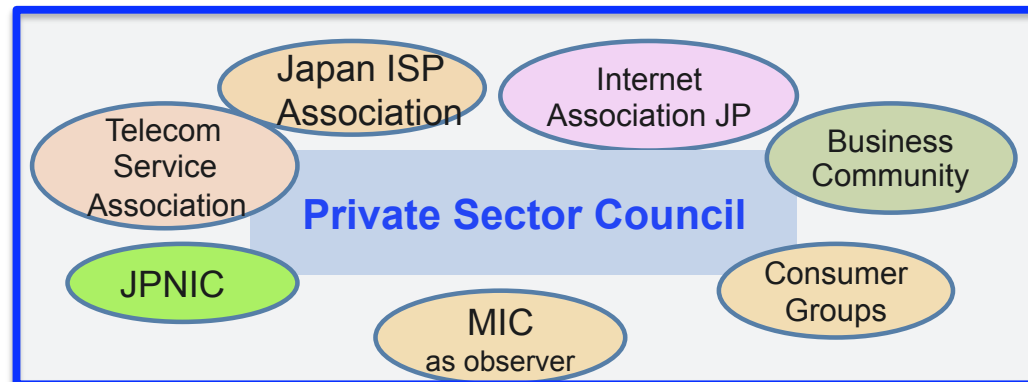 Japan ISP
Association
Internet
Association JP
Telecom
Service
Association
Business
Community
Private Sector Council
JPNIC
Consumer
Groups
MIC
as observer